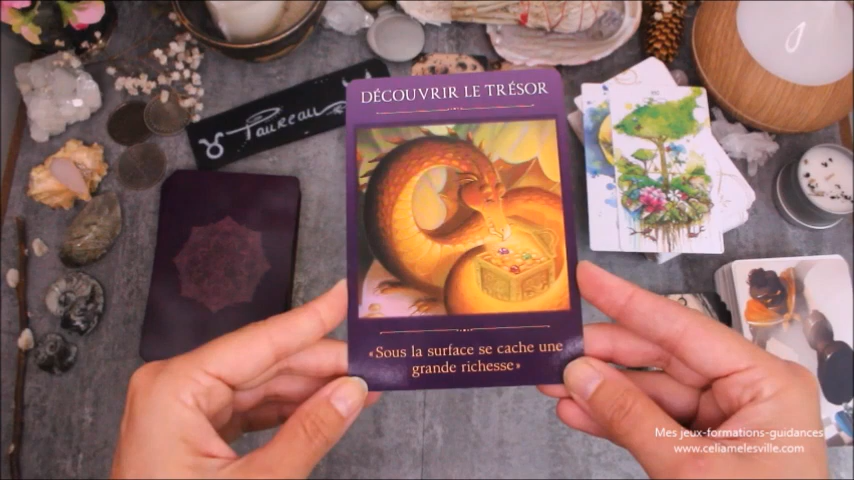 DÉCOUVRIR LE TRÉSOR
Taureau
«Sous la surface se cache une
grande richesse»
Mes jeux-formations-guidances
www.celiamelesville.com